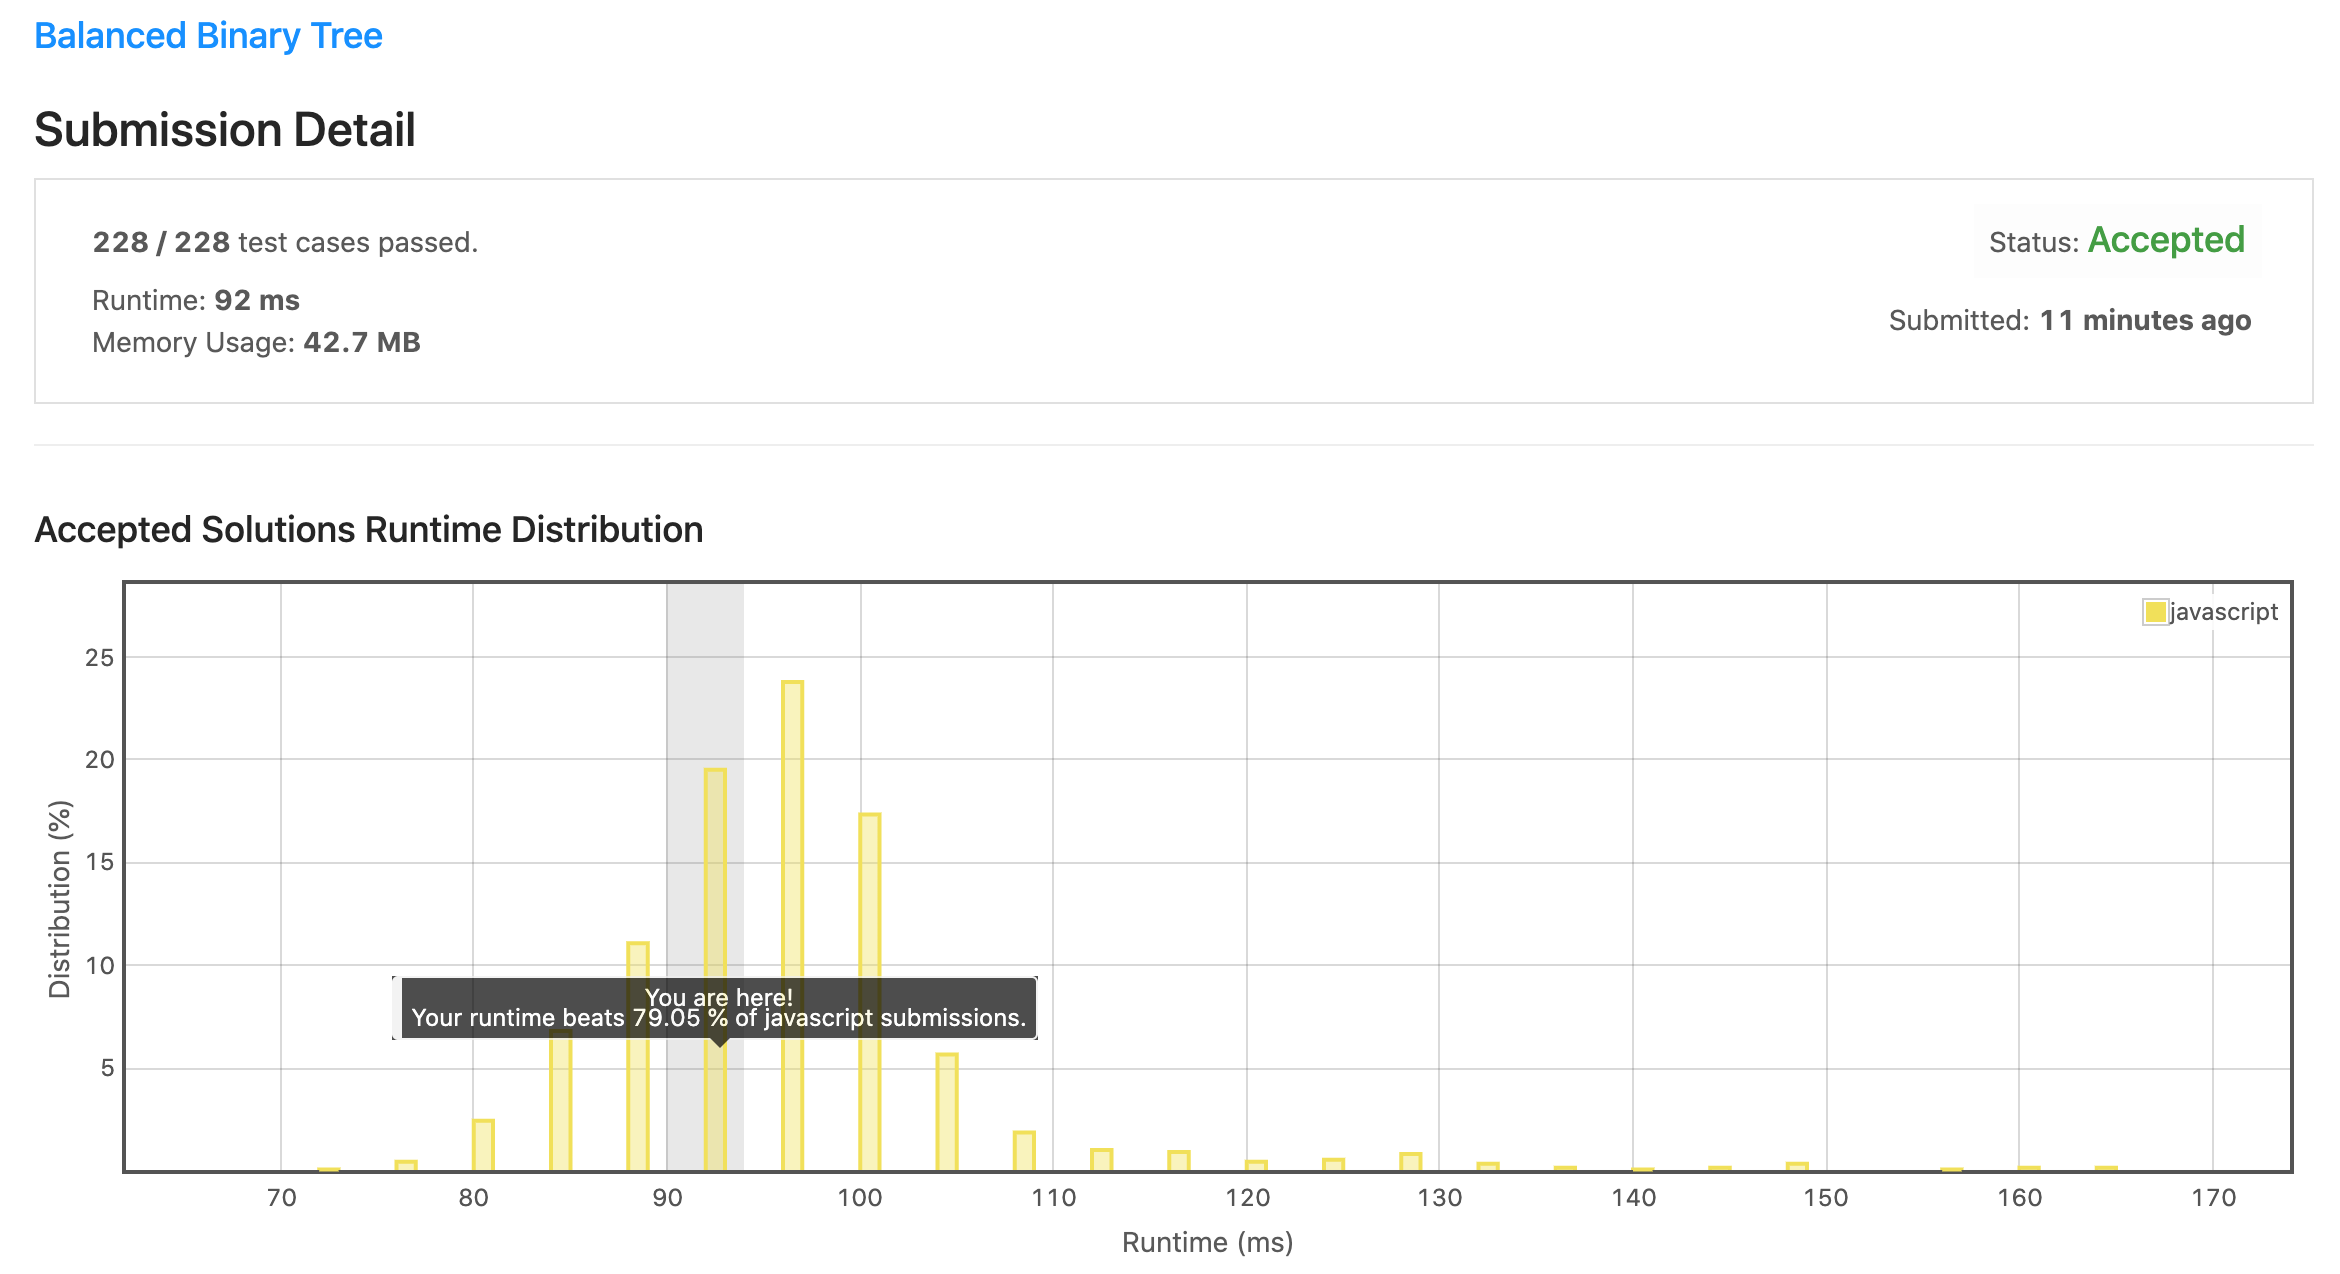 Balanced Binary Tree
Submission Detail
228 / 228 test cases passed.
Status: Accepted
Runtime: 92 ms
Submitted: 11 minutes ago
Memory Usage: 42.7 MB
Accepted Solutions Runtime Distribution
javascript
25
20
15
10
5
Distribution (%)
You are here!
Your runtime beats 79.05 % of javascript submissions.
70 80 90 100 110 120 130 140 150 160 170
Runtime (ms)